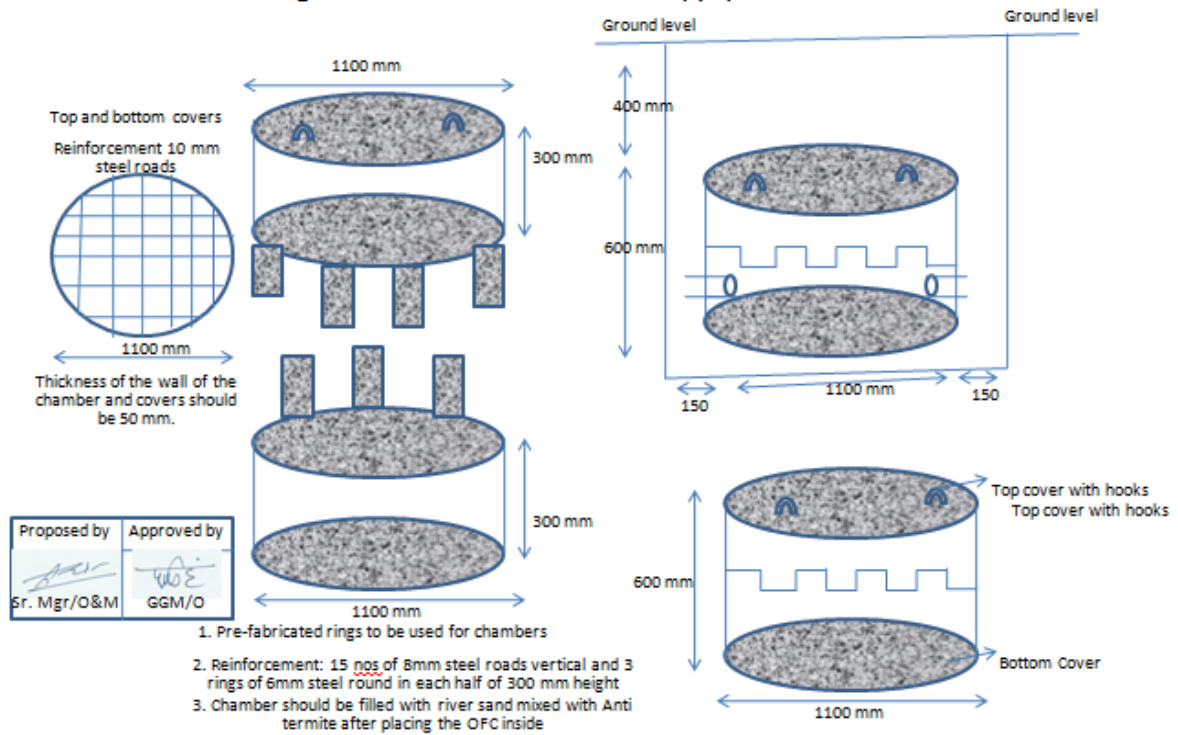 Ground level
Ground level
1100 mm
400 mm
Top and bottom covers
Reinforcement 10 mm
steel roads
300 mm
600 mm
1100 mm
1100 mm
150
150
Thickness of the wall of the
chamber and covers should
be 50 mm.
Top cover with hooks
Top cover with hooks
300 mm
Proposed by
Approved by
Sr. Mgr/O&M
GGM/O
600 mm
1100 mm
1. Pre-fabricated rings to be used for chambers
2. Reinforcement: 15 nos of 8mm steel roads vertical and 3
rings of 6mm steel round in each half of 300 mm height
Bottom Cover
3. Chamber should be filled with river sand mixed with Anti
termite after placing the OFC inside
1100 mm